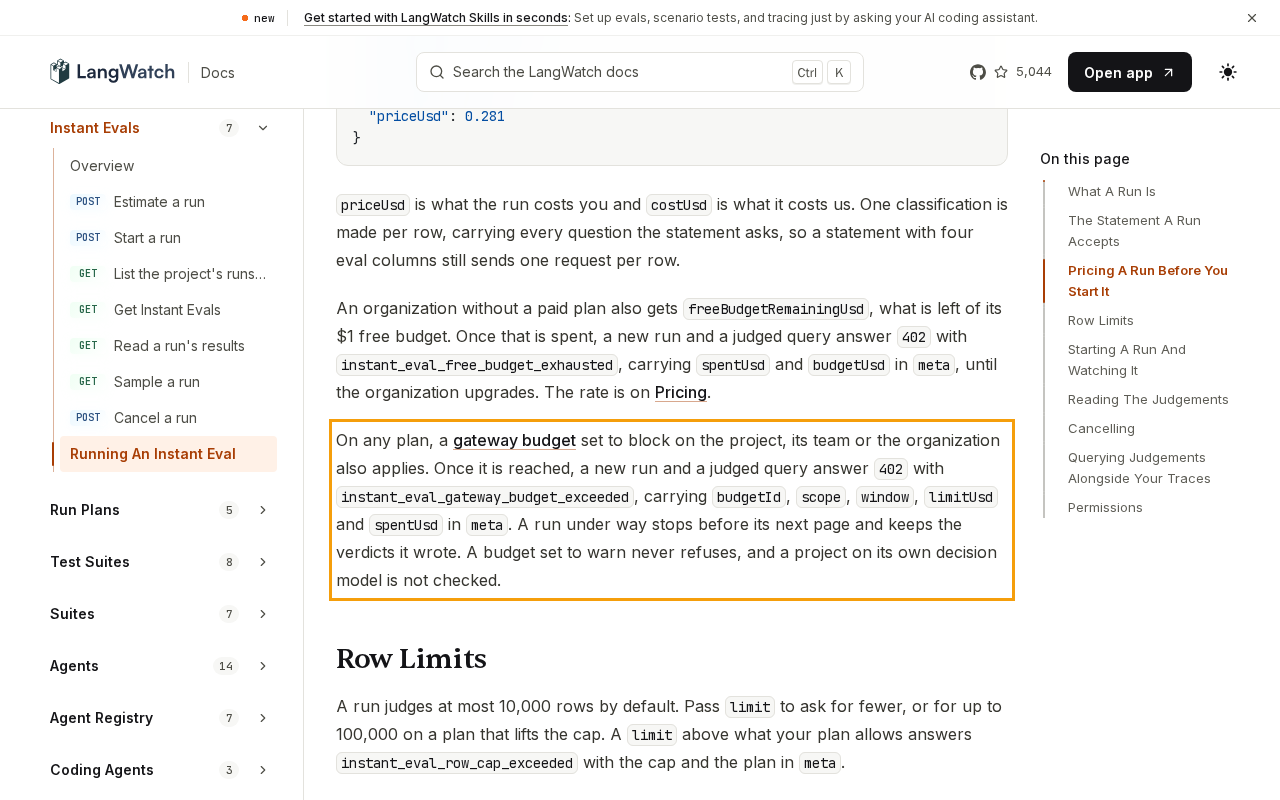 new
Get started with LangWatch Skills in seconds: Set up evals, scenario tests, and tracing just by asking your AI coding assistant.
LangWatch
Docs
Search the LangWatch docs
Ctrl K
5,044
Open app
Instant Evals 7
Overview
POST Estimate a run
POST Start a run
GET List the project's runs...
GET Get Instant Evals
GET Read a run's results
GET Sample a run
POST Cancel a run
Running An Instant Eval
Run Plans 5
Test Suites 8
Suites 7
Agents 14
Agent Registry 7
Coding Agents 3
"priceUsd": 0.281
}
priceUsd is what the run costs you and costUsd is what it costs us. One classification is
made per row, carrying every question the statement asks, so a statement with four
eval columns still sends one request per row.
An organization without a paid plan also gets freeBudgetRemainingUsd, what is left of its
$1 free budget. Once that is spent, a new run and a judged query answer 402 with
instant_eval_free_budget_exhausted, carrying spentUsd and budgetUsd in meta, until
the organization upgrades. The rate is on Pricing.
On any plan, a gateway budget set to block on the project, its team or the organization
also applies. Once it is reached, a new run and a judged query answer 402 with
instant_eval_gateway_budget_exceeded, carrying budgetId, scope, window, limitUsd
and spentUsd in meta. A run under way stops before its next page and keeps the
verdicts it wrote. A budget set to warn never refuses, and a project on its own decision
model is not checked.
Row Limits
A run judges at most 10,000 rows by default. Pass limit to ask for fewer, or for up to
100,000 on a plan that lifts the cap. A limit above what your plan allows answers
instant_eval_row_cap_exceeded with the cap and the plan in meta.
On this page
What A Run Is
The Statement A Run
Accepts
Pricing A Run Before You
Start It
Row Limits
Starting A Run And
Watching It
Reading The Judgements
Cancelling
Querying Judgements
Alongside Your Traces
Permissions